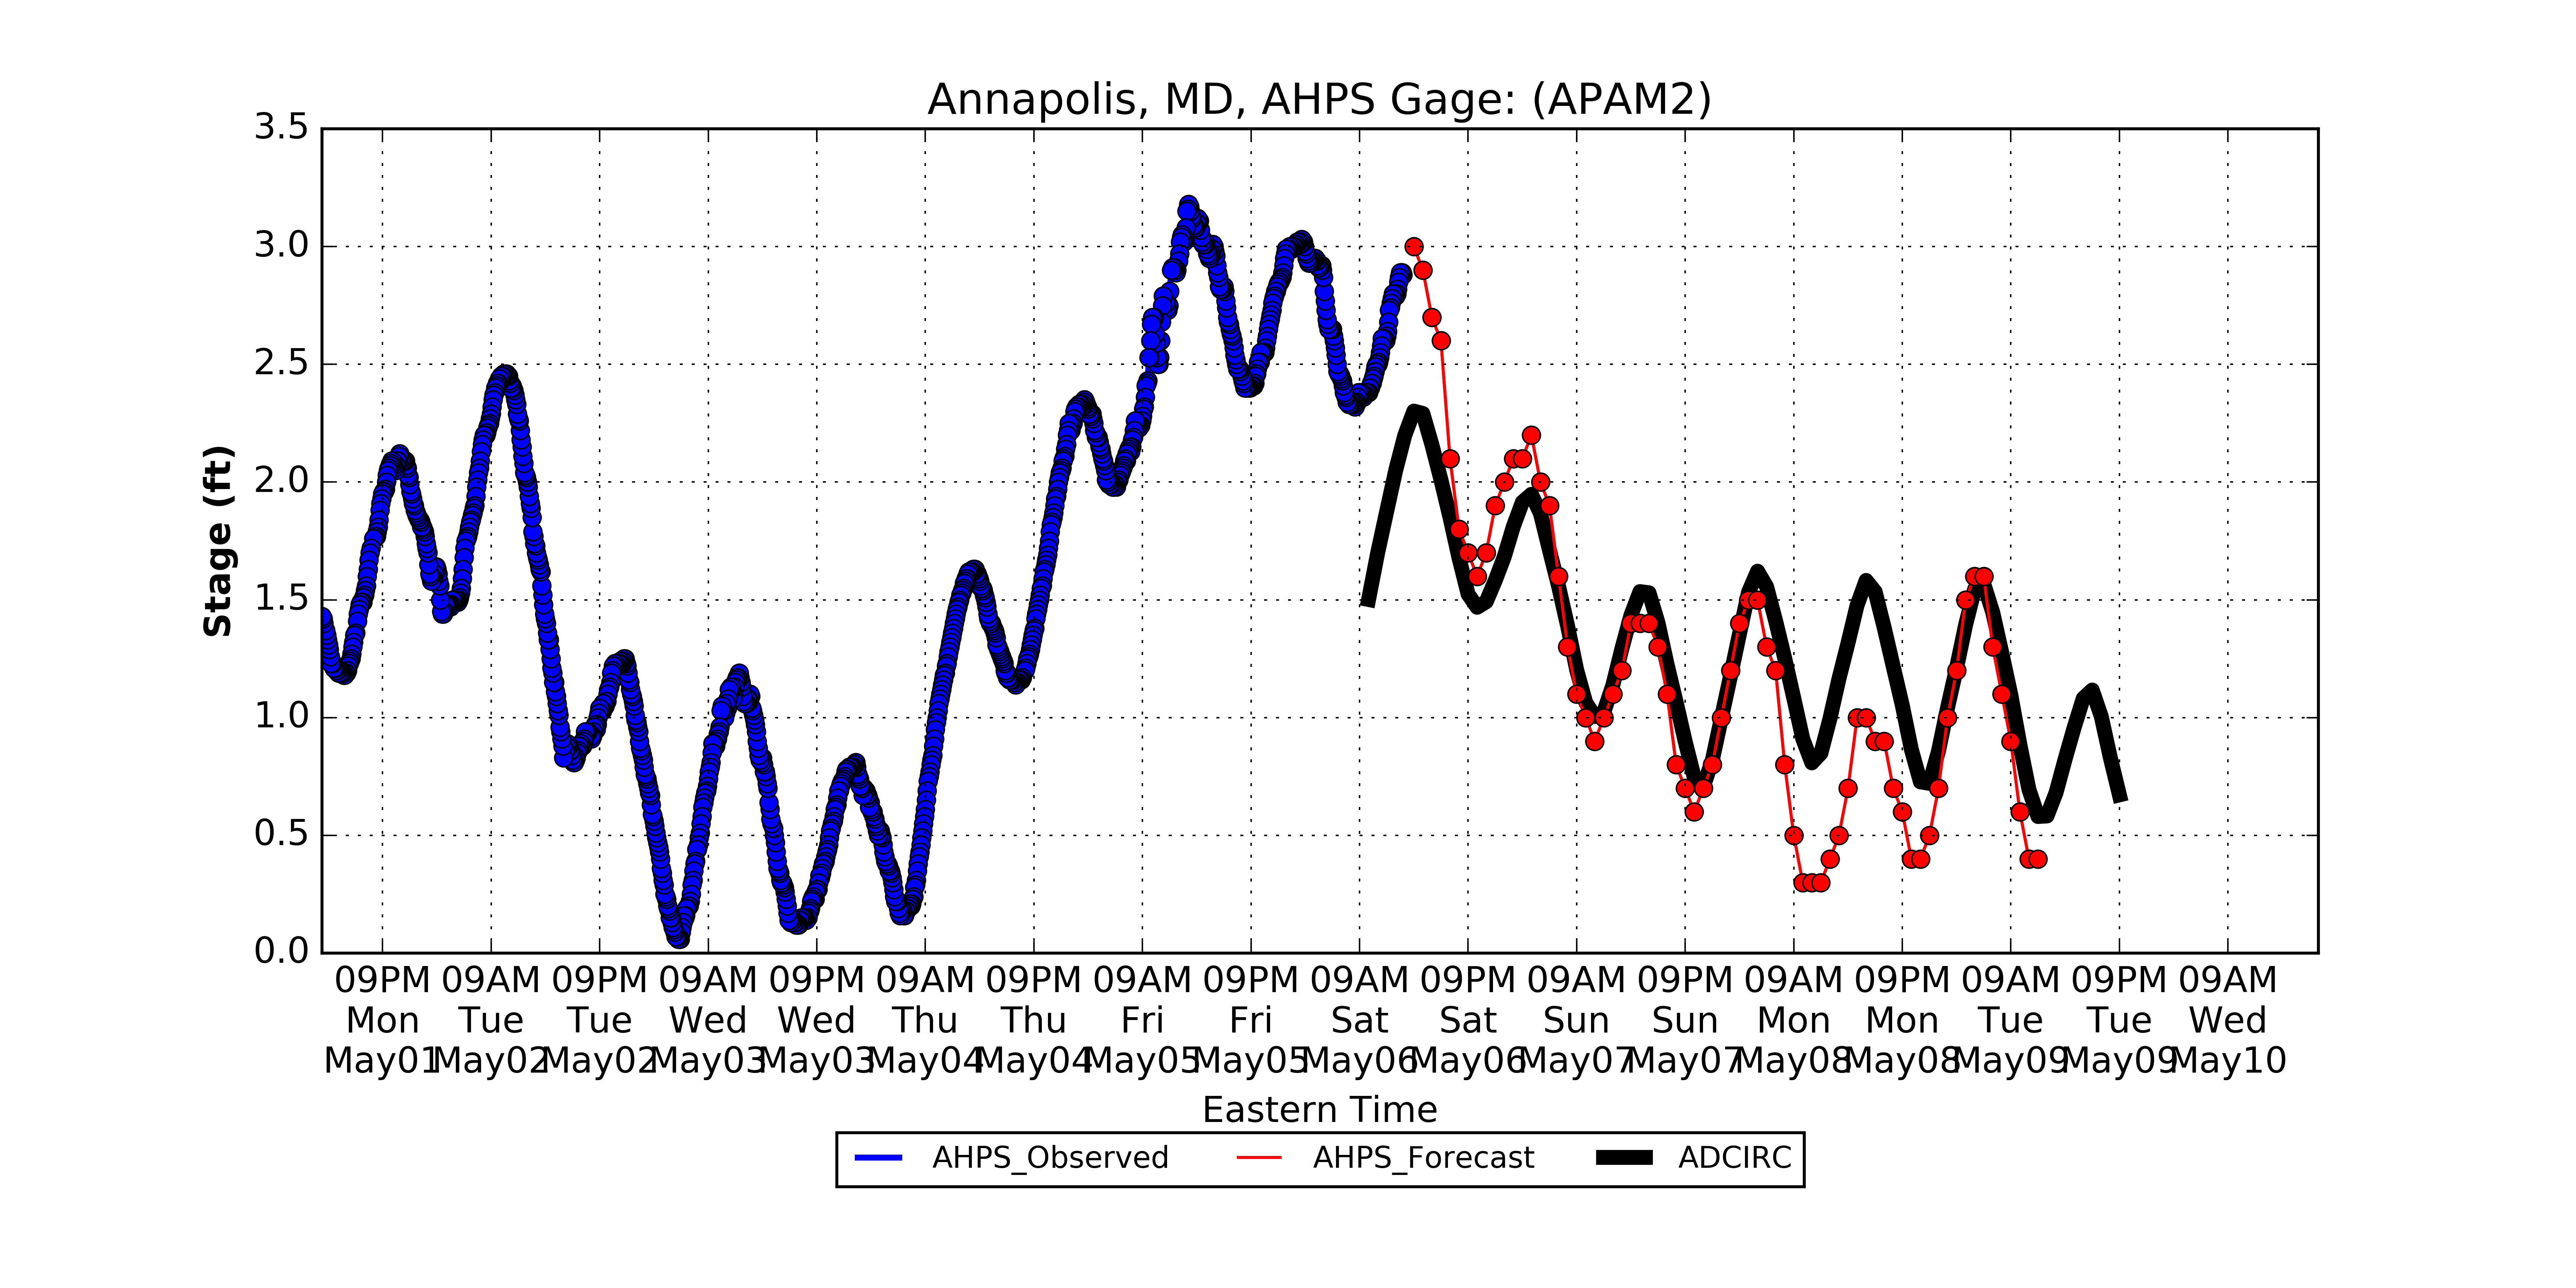 Annapolis, MD, AHPS Gage: (APAM2)
3.5
3.0
2.5
2.0
1.5
1.0
0.5
0.0
Stage (ft)
09PM 09AM 09PM 09AM 09PM 09AM 09PM 09AM 09PM 09AM 09PM 09AM 09PM 09AM 09PM 09AM 09PM 09AM
Mon Tue Tue Wed Wed Thu Thu Fri Fri Sat Sat Sun Sun Mon Mon Tue Tue Wed
May01 May02 May02 May03 May03 May04 May04 May05 May05 May06 May06 May07 May07 May08 May08 May09 May09 May10
Eastern Time
AHPS_Observed AHPS_Forecast ADCIRC